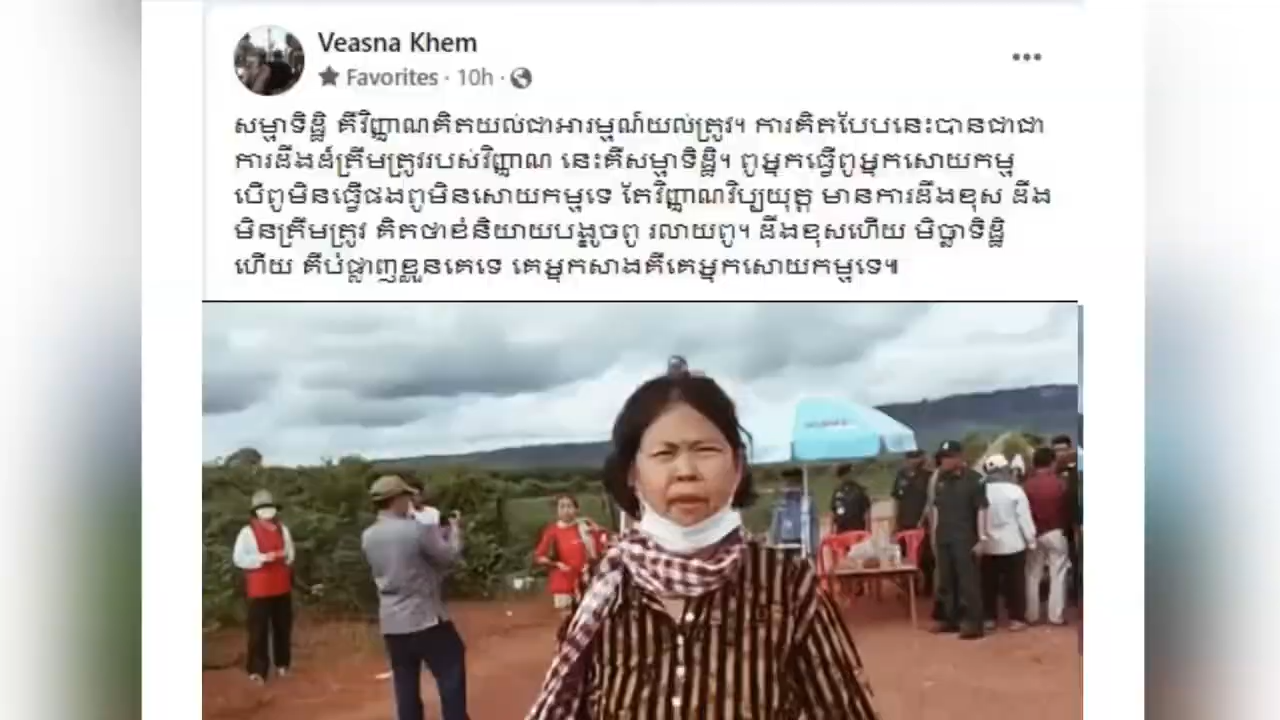 Veasna Khem
Favorites · 10h ·
សម្មាទិដ្ឋិ គឺវិញ្ញាណគិតយល់ជាអារម្មណ៍យល់ត្រូវ។ ការគិតបែបនេះបានជាជា
ការដឹងដ៏ត្រឹមត្រូវរបស់វិញ្ញាណ នេះគឺសម្មាទិដ្ឋិ។ ពូអ្នកធ្វើពូអ្នកសោយកម្ម
បើពូមិនធ្វើផងពូមិនសោយកម្មទេ តែវិញ្ញាណវិប្បយុត្ត មានការដឹងខុស ដឹង
មិនត្រឹមត្រូវ គិតថាខំនិយាយបង្ខូចពូ រលាយពូ។ ដឹងខុសហើយ មិច្ឆាទិដ្ឋិ
ហើយ គឺបំផ្លាញខ្លួនគេទេ គេអ្នកសាងគឺគេអ្នកសោយកម្មទេ៕